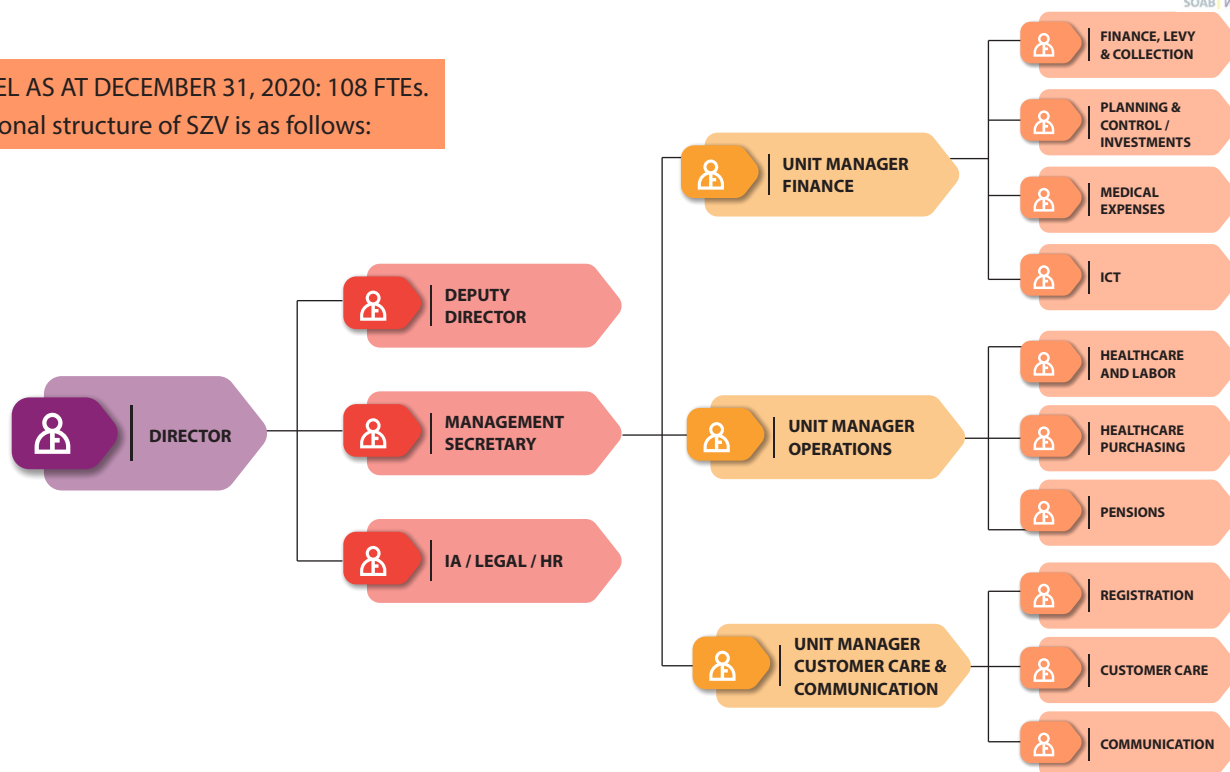 SOAB
EL AS AT DECEMBER 31, 2020: 108 FTEs.
onal structure of SZV is as follows:
DIRECTOR
DEPUTY
DIRECTOR
MANAGEMENT
SECRETARY
IA / LEGAL / HR
UNIT MANAGER
FINANCE
UNIT MANAGER
OPERATIONS
UNIT MANAGER
CUSTOMER CARE &
COMMUNICATION
FINANCE, LEVY
& COLLECTION
PLANNING &
CONTROL /
INVESTMENTS
MEDICAL
EXPENSES
ICT
HEALTHCARE
AND LABOR
HEALTHCARE
PURCHASING
PENSIONS
REGISTRATION
CUSTOMER CARE
COMMUNICATION